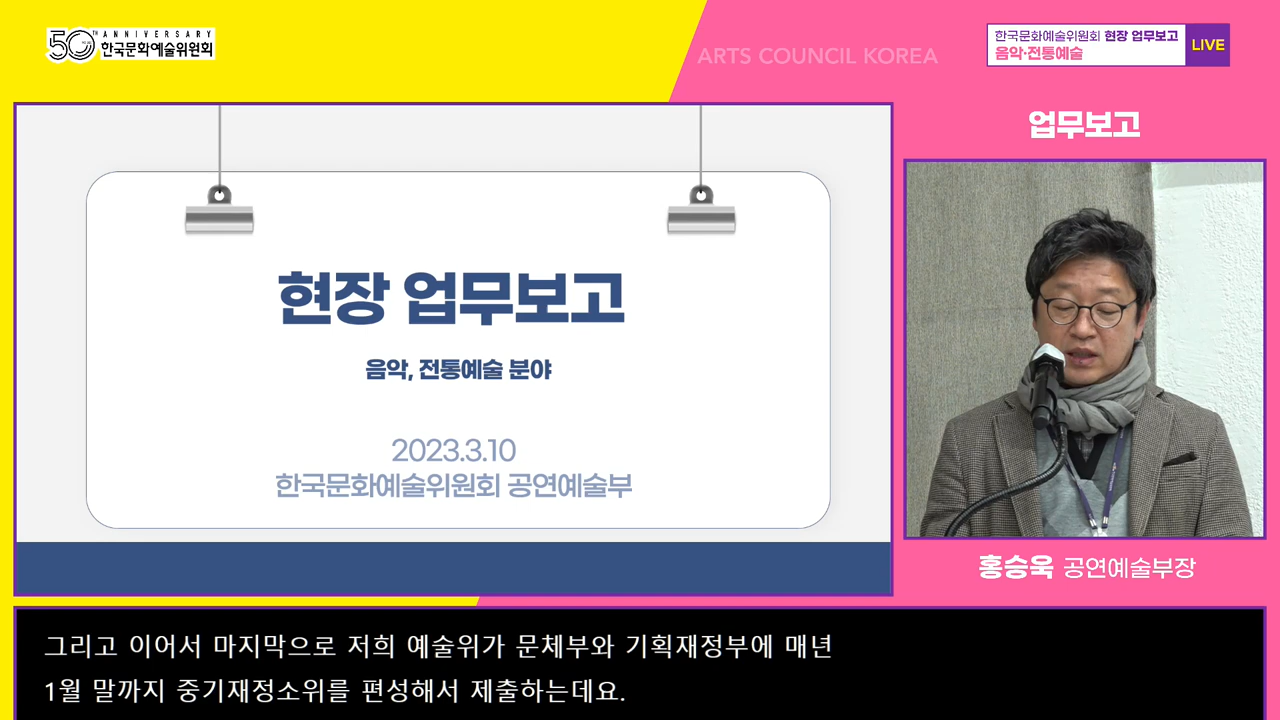 50TH ANNIVERSARY
한국문화예술위원회
ARTS COUNCIL KOREA
한국문화예술위원회 현장 업무보고
음악·전통예술
LIVE
업무보고
현장 업무보고
음악, 전통예술 분야
2023.3.10
한국문화예술위원회 공연예술부
홍승욱 공연예술부장
그리고 이어서 마지막으로 저희 예술위가 문체부와 기획재정부에 매년
1월 말까지 중기재정소위를 편성해서 제출하는데요.